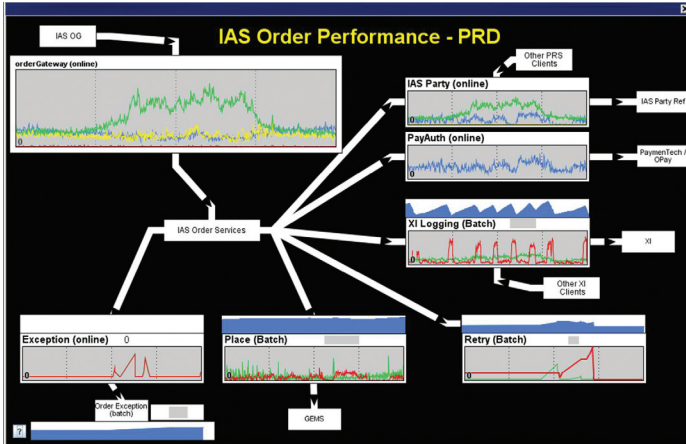 IAS Order Performance - PRD
IAS OG
orderGateway (online)
0
Other PRS
Clients
IAS Party (online)
0
IAS Party Ref
PayAuth (online)
0
PaymenTech /
OPay
IAS Order Services
XI Logging (Batch)
0
XI
Other XI
Clients
Exception (online) 0
0
Place (Batch)
0
Retry (Batch)
0
Order Exception
(batch)
GEMS
?